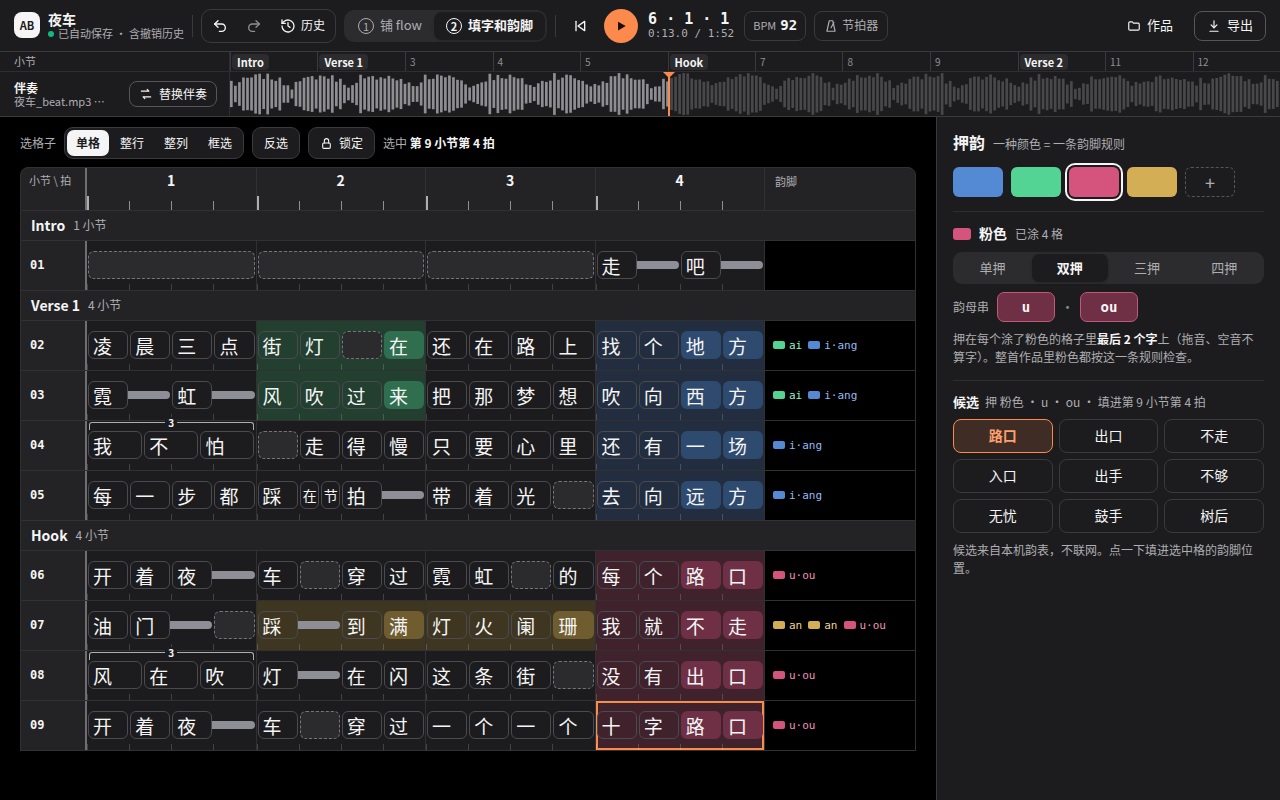 AB 夜车
已自动保存 · 含撤销历史
历史
1 铺 flow
2 填字和韵脚
6 · 1 · 1
0:13.0 / 1:52
BPM 92
节拍器
作品
导出
小节 Intro Verse 1 3 4 5 Hook 7 8 9 Verse 2 11 12
伴奏
夜车_beat.mp3 ···
替换伴奏
选格子 单格 整行 整列 框选 反选 锁定 选中 第 9 小节第 4 拍
小节 \ 拍 1 2 3 4 韵脚
Intro 1 小节
01 走 吧
Verse 1 4 小节
02 凌 晨 三 点 街 灯 在 还 在 路 上 找 个 地 方 ai i·ang
03 霓 虹 风 吹 过 来 把 那 梦 想 吹 向 西 方 ai i·ang
3
04 我 不 怕 走 得 慢 只 要 心 里 还 有 一 场 i·ang
05 每 一 步 都 踩 在 节 拍 带 着 光 去 向 远 方 i·ang
Hook 4 小节
06 开 着 夜 车 穿 过 霓 虹 的 每 个 路 口 u·ou
07 油 门 踩 到 满 灯 火 阑 珊 我 就 不 走 an an u·ou
3
08 风 在 吹 灯 在 闪 这 条 街 没 有 出 口 u·ou
09 开 着 夜 车 穿 过 一 个 一 个 十 字 路 口 u·ou
押韵 一种颜色 = 一条韵脚规则
+
粉色 已涂 4 格
单押 双押 三押 四押
韵母串 u · ou
押在每个涂了粉色的格子里最后 2 个字上（拖音、空音不
算字）。整首作品里粉色都按这一条规则检查。
候选 押 粉色 · u · ou · 填进第 9 小节第 4 拍
路口 出口 不走
入口 出手 不够
无忧 鼓手 树后
候选来自本机韵表，不联网。点一下填进选中格的韵脚位
置。